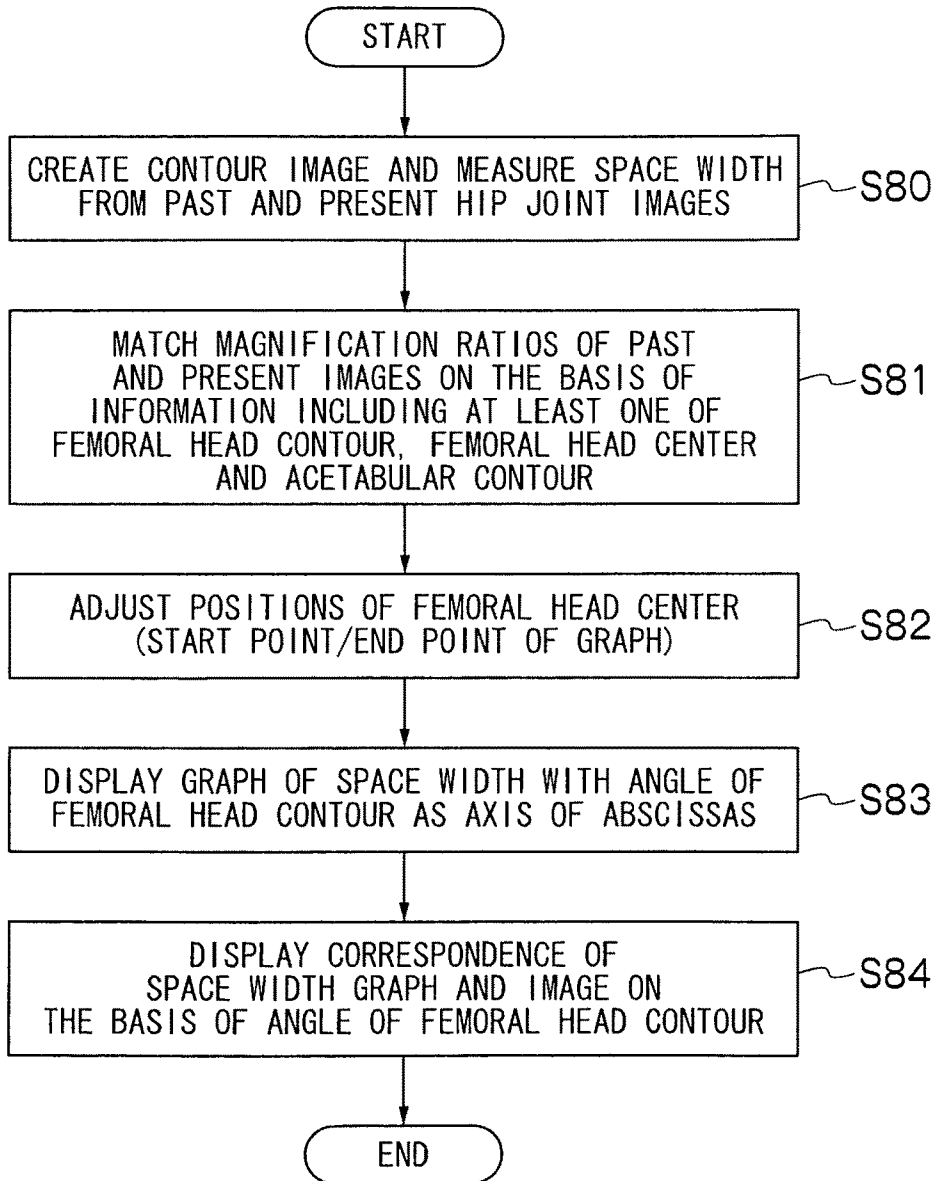 START
CREATE CONTOUR IMAGE AND MEASURE SPACE WIDTH
FROM PAST AND PRESENT HIP JOINT IMAGES
S80
MATCH MAGNIFICATION RATIOS OF PAST
AND PRESENT IMAGES ON THE BASIS OF
INFORMATION INCLUDING AT LEAST ONE OF
FEMORAL HEAD CONTOUR, FEMORAL HEAD CENTER
AND ACETABULAR CONTOUR
S81
ADJUST POSITIONS OF FEMORAL HEAD CENTER
(START POINT/END POINT OF GRAPH)
S82
DISPLAY GRAPH OF SPACE WIDTH WITH ANGLE OF
FEMORAL HEAD CONTOUR AS AXIS OF ABSCISSAS
S83
DISPLAY CORRESPONDENCE OF
SPACE WIDTH GRAPH AND IMAGE ON
THE BASIS OF ANGLE OF FEMORAL HEAD CONTOUR
S84
END